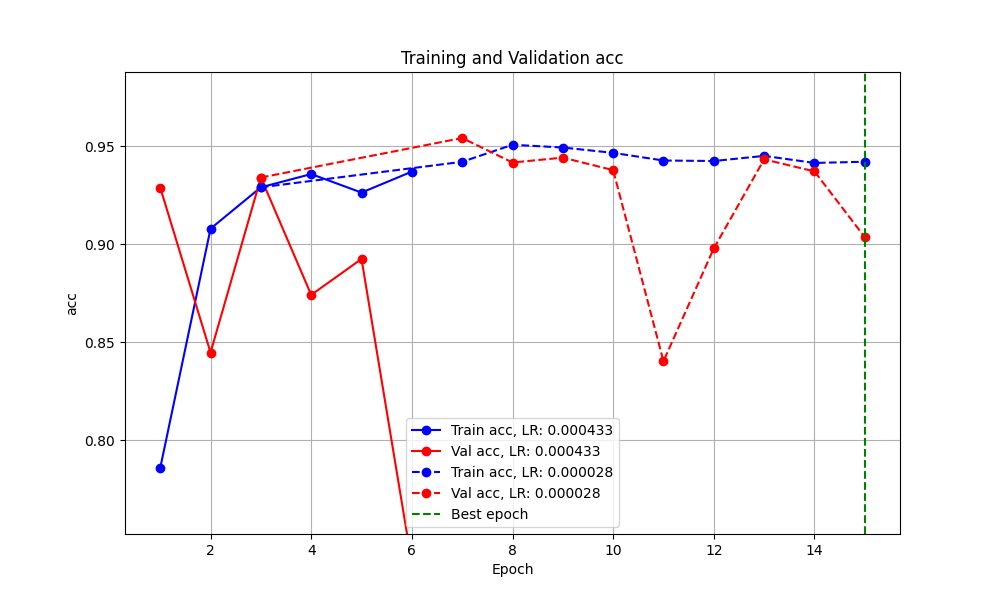 Training and Validation acc
acc
0.95
0.90
0.85
0.80
Train acc, LR: 0.000433
Val acc, LR: 0.000433
Train acc, LR: 0.000028
Val acc, LR: 0.000028
Best epoch
2 4 6 8 10 12 14
Epoch